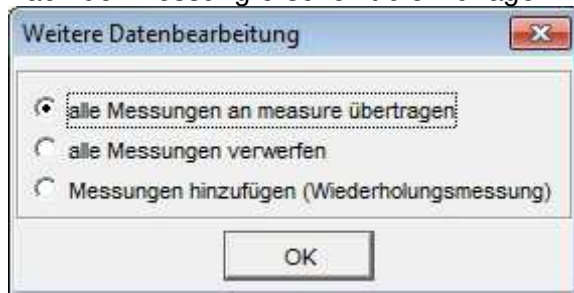 Weitere Datenbearbeitung
alle Messungen an measure übertragen
alle Messungen verwerfen
Messungen hinzufügen (Wiederholungsmessung)
OK